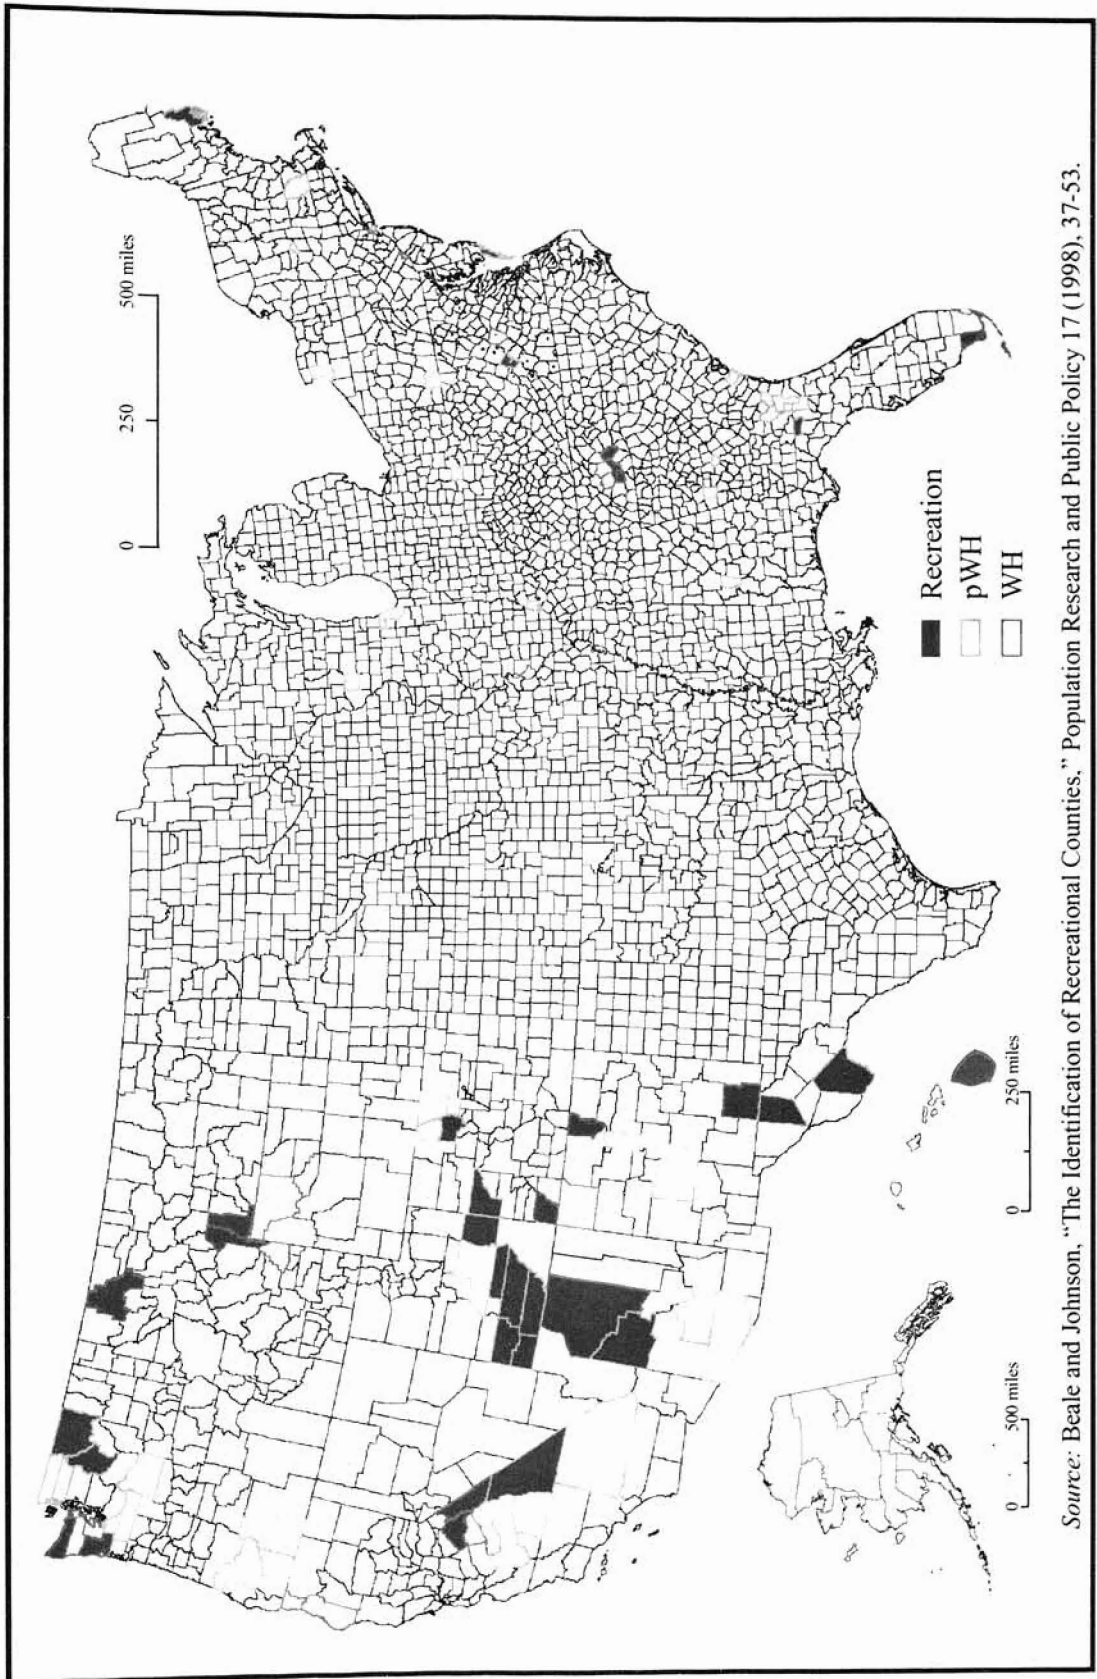 0 250 500 miles
Recreation
pWH
WH
0 500 miles
0 250 miles
Source: Beale and Johnson, “The Identification of Recreational Counties.” Population Research and Public Policy 17 (1998), 37-53.